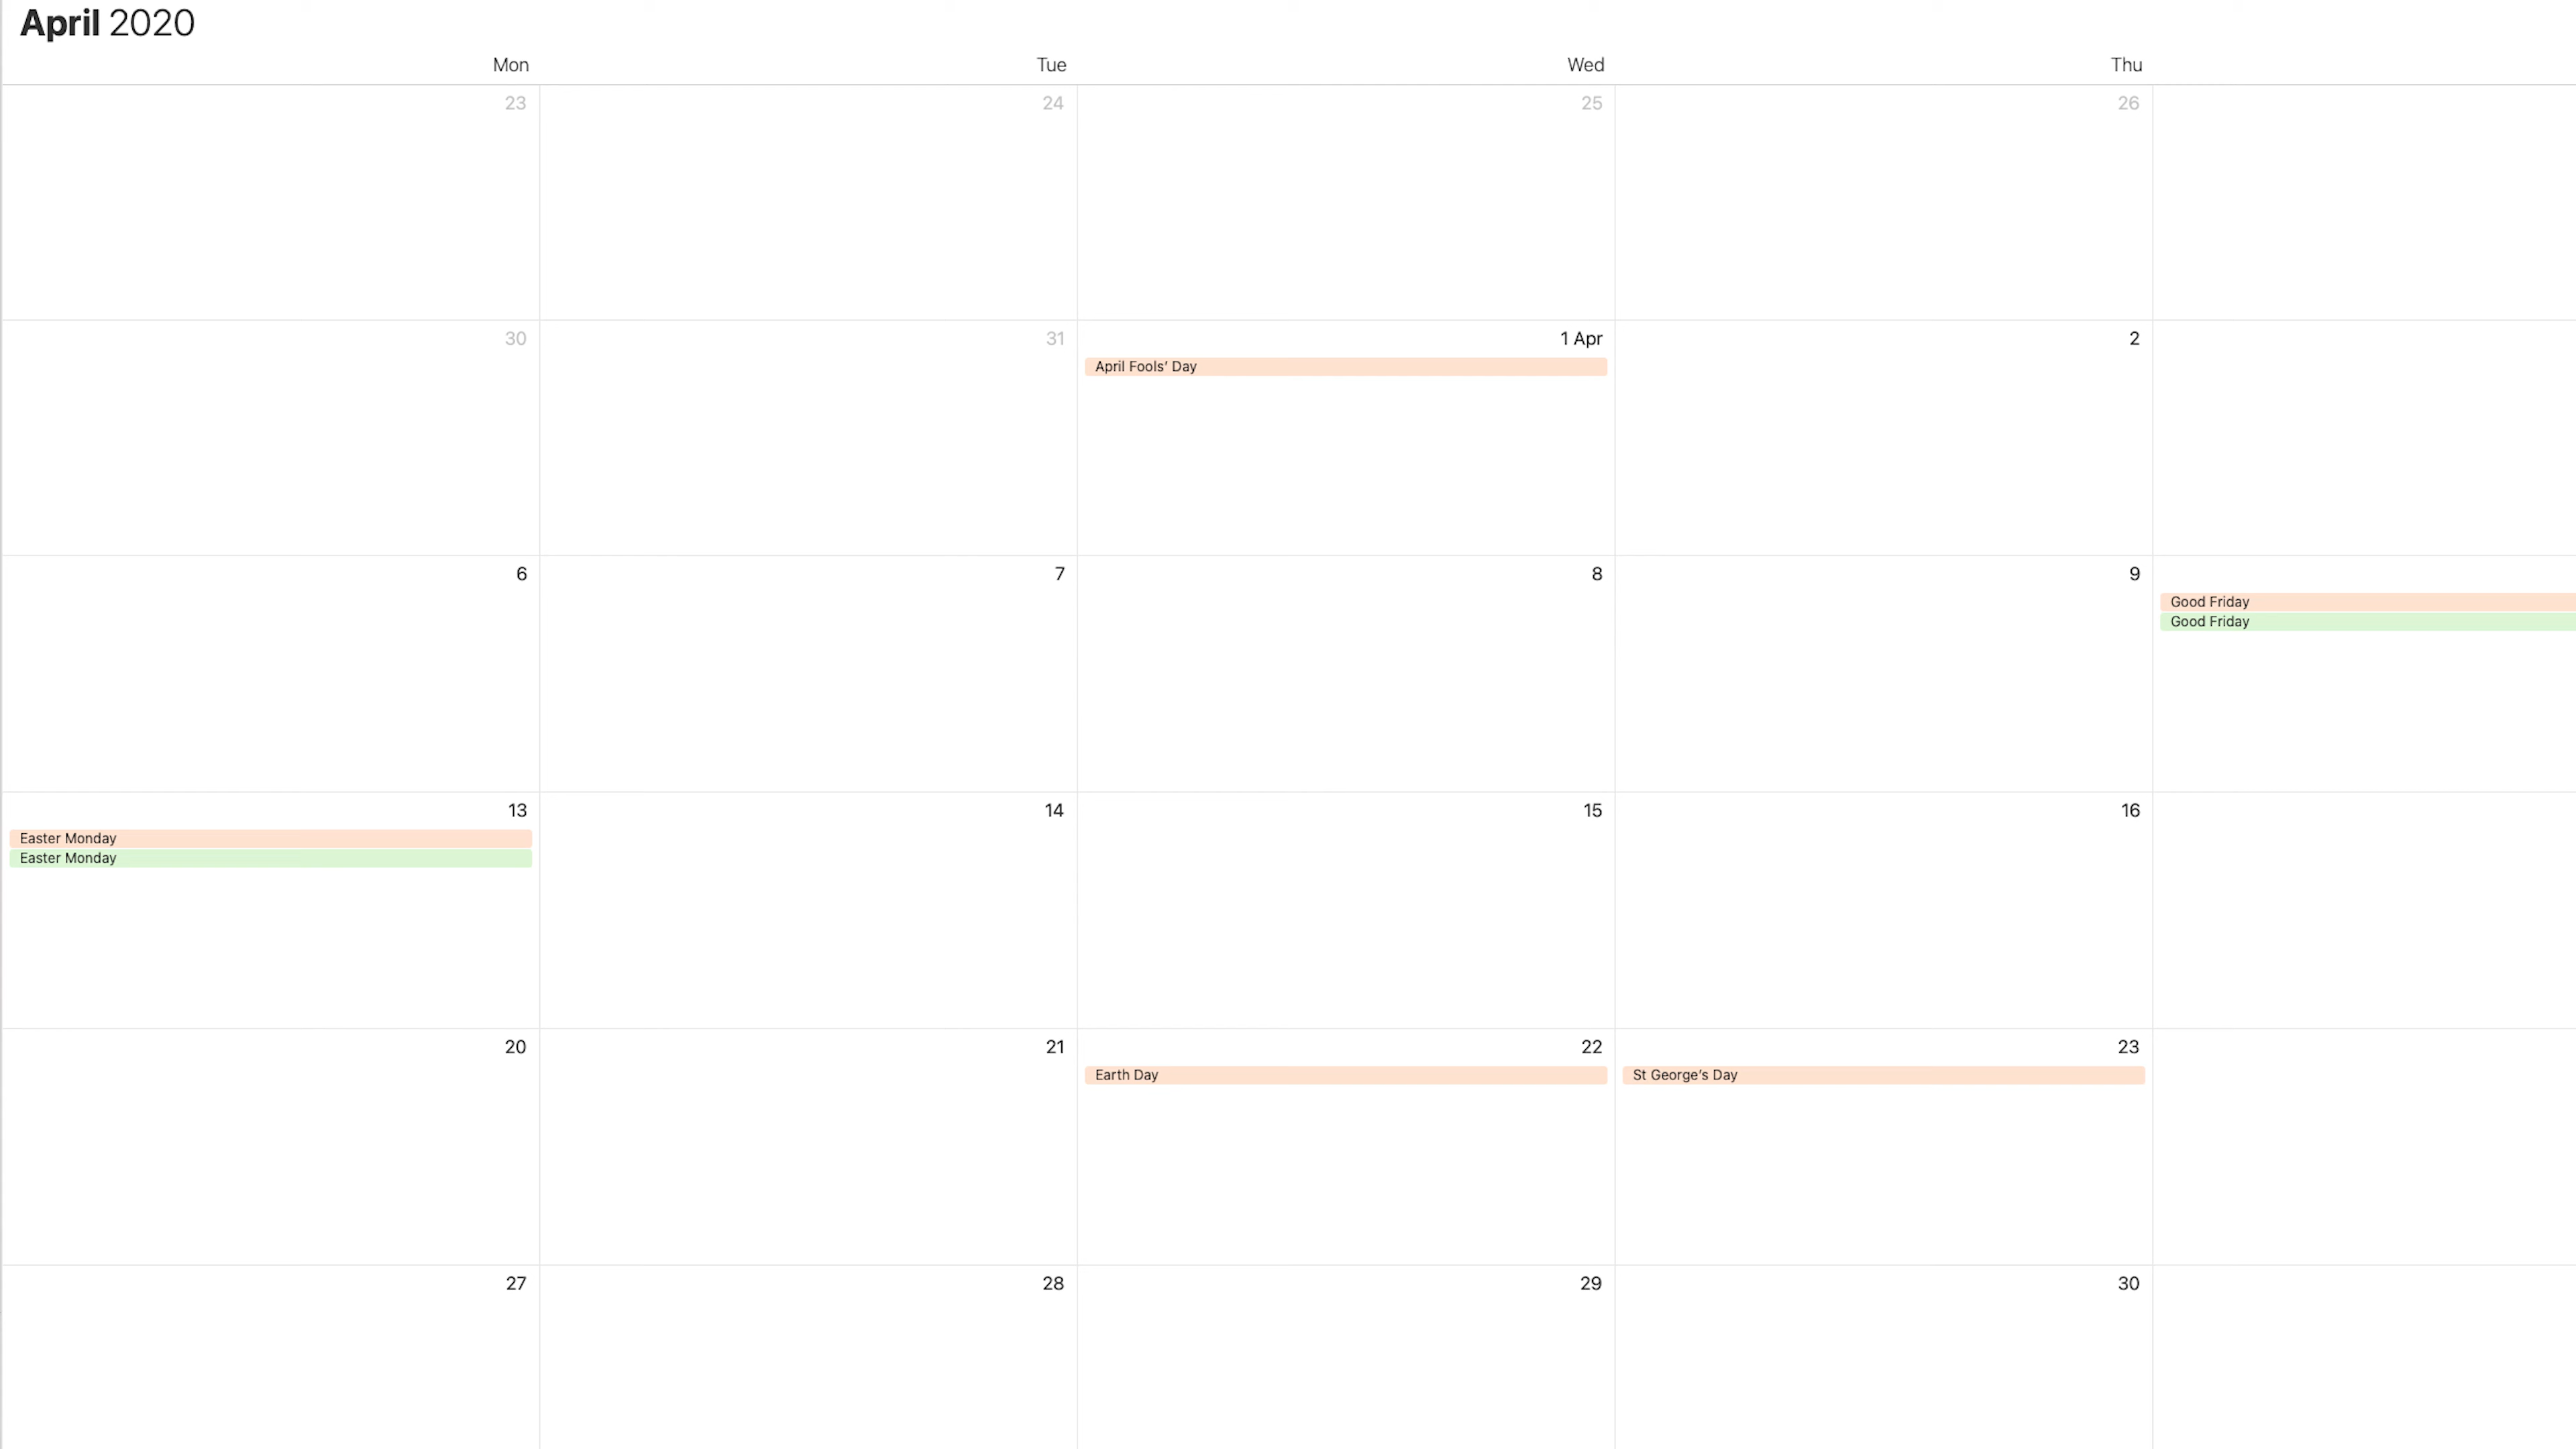 April 2020
Mon Tue Wed Thu
23 24 25 26
30 31 1 Apr 2
April Fools’ Day
6 7 8 9
Good Friday
Good Friday
13 14 15 16
Easter Monday
Easter Monday
20 21 22 23
Earth Day St George’s Day
27 28 29 30